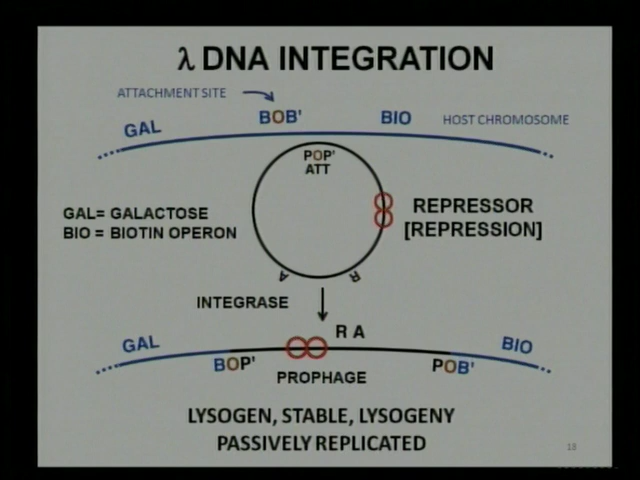 λ DNA INTEGRATION
ATTACHMENT SITE
GAL
BOB'
BIO
HOST CHROMOSOME
POP'
ATT
GAL= GALACTOSE
BIO = BIOTIN OPERON
REPRESSOR
[REPRESSION]
A
R
INTEGRASE
R A
GAL
BOP'
PROPHAGE
POB'
BIO
LYSOGEN, STABLE, LYSOGENY
PASSIVELY REPLICATED
13